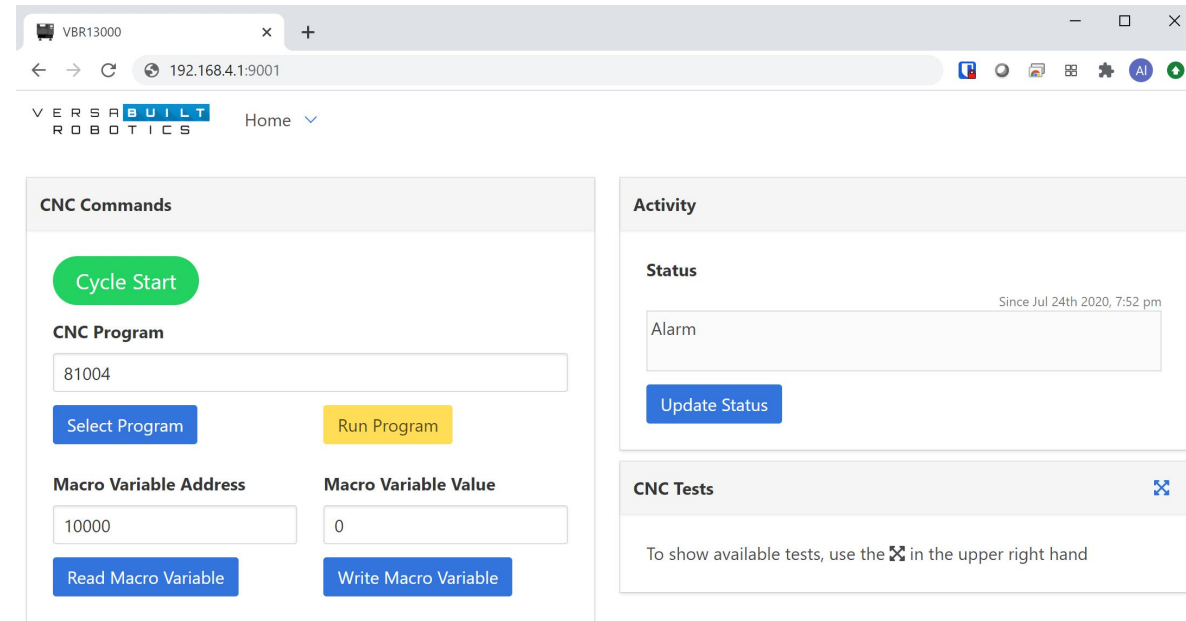 VBR13000
192.168.4.1:9001
AI
VERSABUILT
ROBOTICS
Home
CNC Commands
Cycle Start
CNC Program
81004
Select Program
Run Program
Macro Variable Address
Macro Variable Value
10000
0
Read Macro Variable
Write Macro Variable
Activity
Status
Since Jul 24th 2020, 7:52 pm
Alarm
Update Status
CNC Tests
To show available tests, use the in the upper right hand